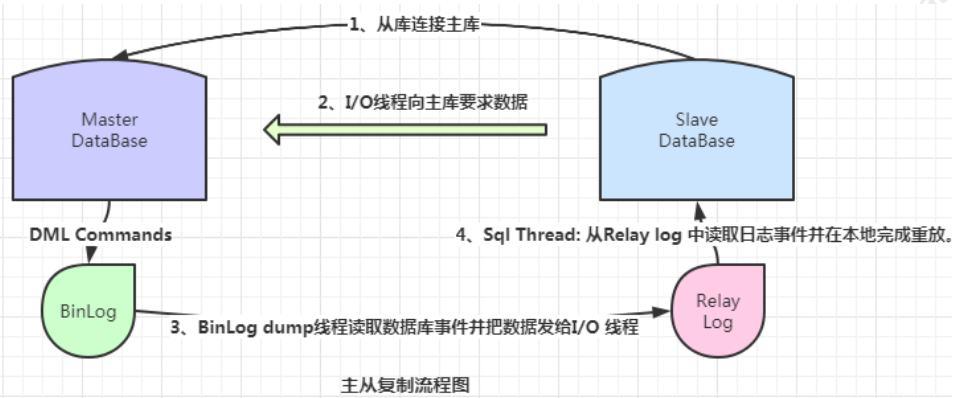 1、从库连接主库
2、I/O线程向主库要求数据
Master
DataBase
Slave
DataBase
DML Commands
4、Sql Thread: 从Relay log 中读取日志事件并在本地完成重放。
BinLog
Relay
Log
3、BinLog dump线程读取数据库事件并把数据发给I/O 线程
主从复制流程图